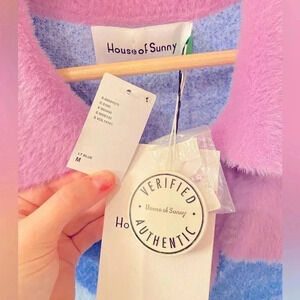 House of Sunny
LT BLUE
M
Ho
VERIFIED
House of Sunny
AUTHENTIC